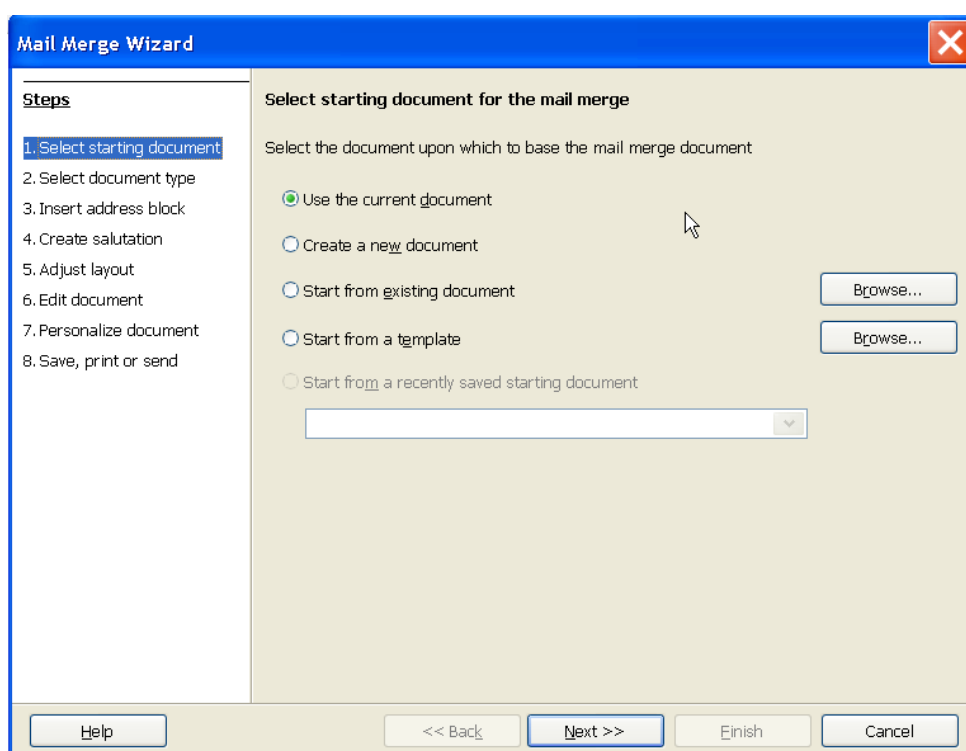 Mail Merge Wizard
Steps
1. Select starting document
2. Select document type
3. Insert address block
4. Create salutation
5. Adjust layout
6. Edit document
7. Personalize document
8. Save, print or send
Select starting document for the mail merge
Select the document upon which to base the mail merge document
Use the current document
Create a new document
Start from existing document
Browse...
Start from a template
Browse...
Start from a recently saved starting document
Help
<< Back
Next >>
Finish
Cancel